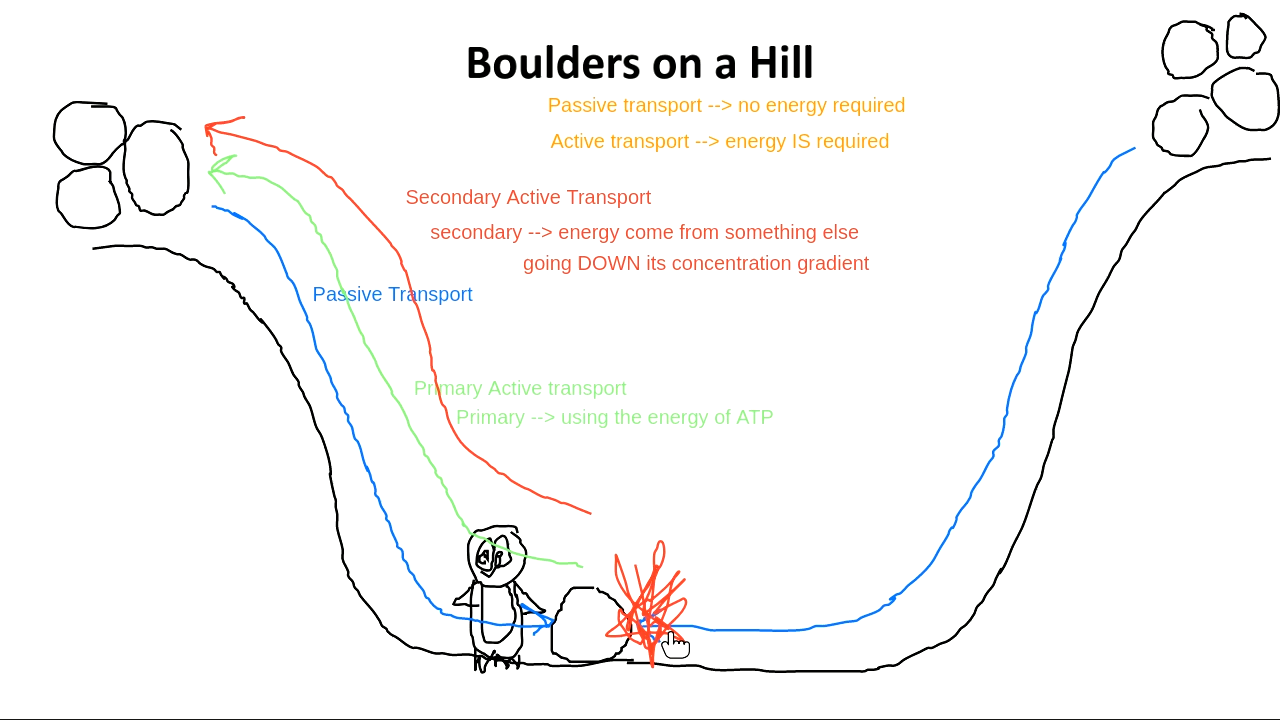 Boulders on a Hill
Passive transport --> no energy required
Active transport --> energy IS required
Secondary Active Transport
secondary --> energy come from something else
going DOWN its concentration gradient
Passive Transport
Primary Active transport
Primary --> using the energy of ATP